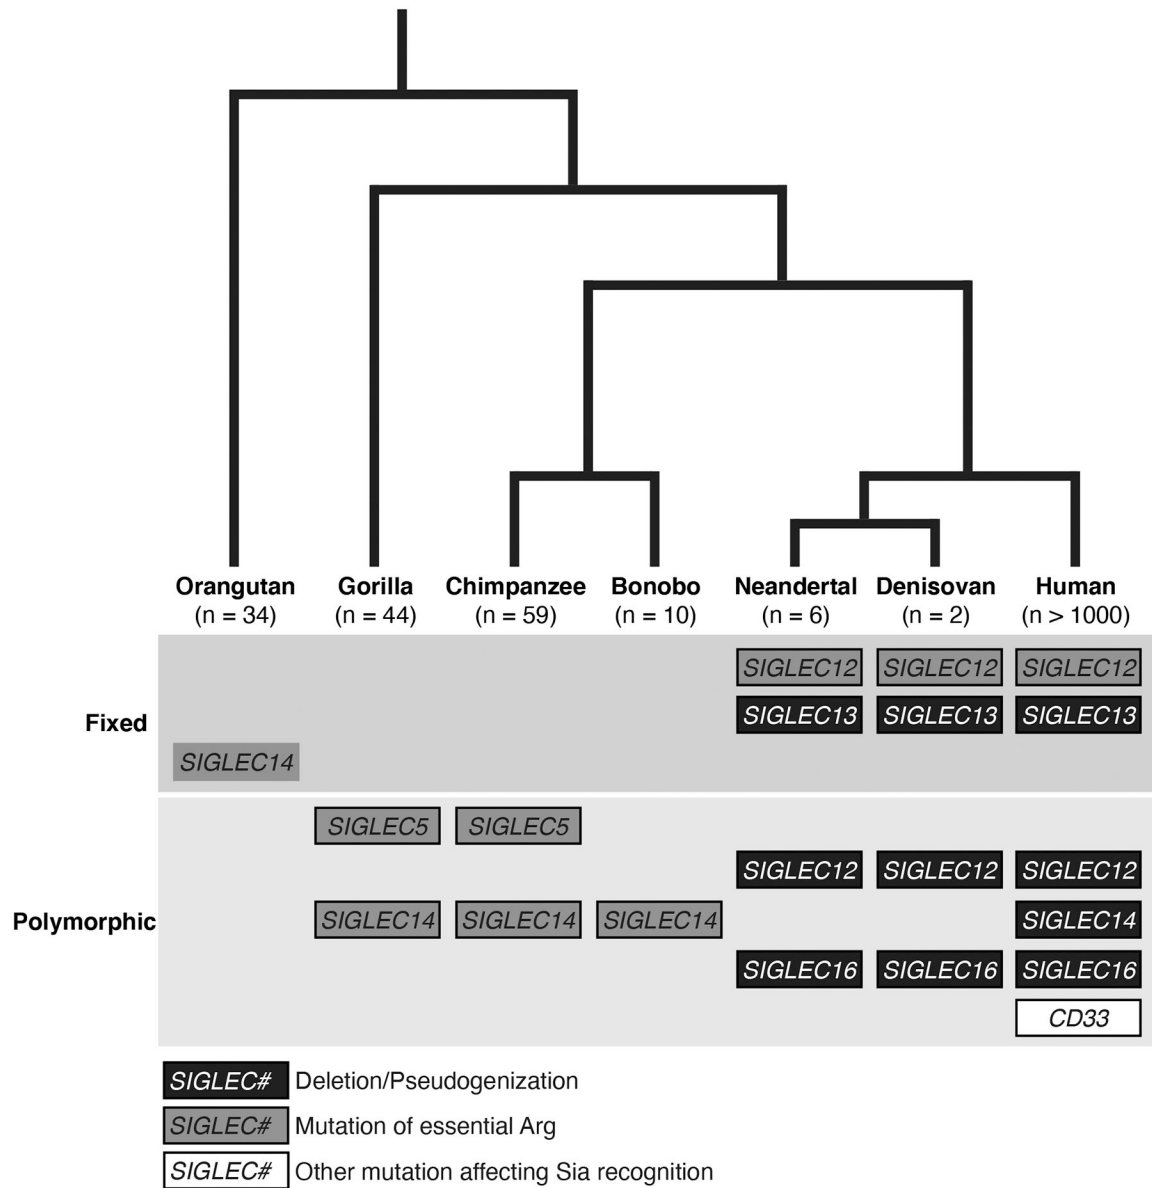 Orangutan Gorilla Chimpanzee Bonobo Neandertal Denisovan Human
(n = 34) (n = 44) (n = 59) (n = 10) (n = 6) (n = 2) (n > 1000)
SIGLEC12 SIGLEC12 SIGLEC12
Fixed SIGLEC13 SIGLEC13 SIGLEC13
SIGLEC14
SIGLEC5 SIGLEC5
SIGLEC12 SIGLEC12 SIGLEC12
Polymorphic SIGLEC14 SIGLEC14 SIGLEC14 SIGLEC14
SIGLEC16 SIGLEC16 SIGLEC16
CD33
SIGLEC# Deletion/Pseudogenization
SIGLEC# Mutation of essential Arg
SIGLEC# Other mutation affecting Sia recognition